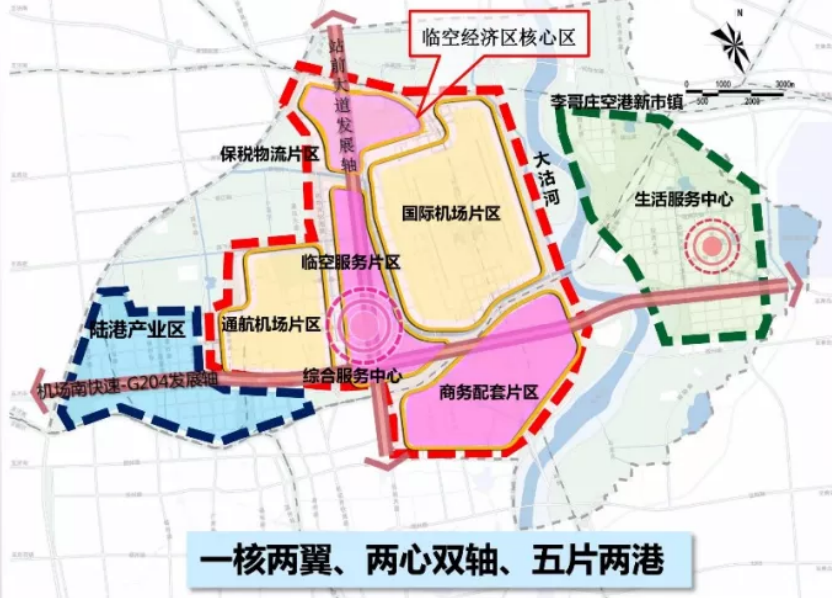 临空经济区核心区
N
0 1000 3000m
500 2000
站前大道发展轴
李哥庄空港新市镇
保税物流片区
大沽河
生活服务中心
国际机场片区
临空服务片区
陆港产业区
通航机场片区
机场南快速-G204发展轴
综合服务中心
商务配套片区
一核两翼、两心双轴、五片两港